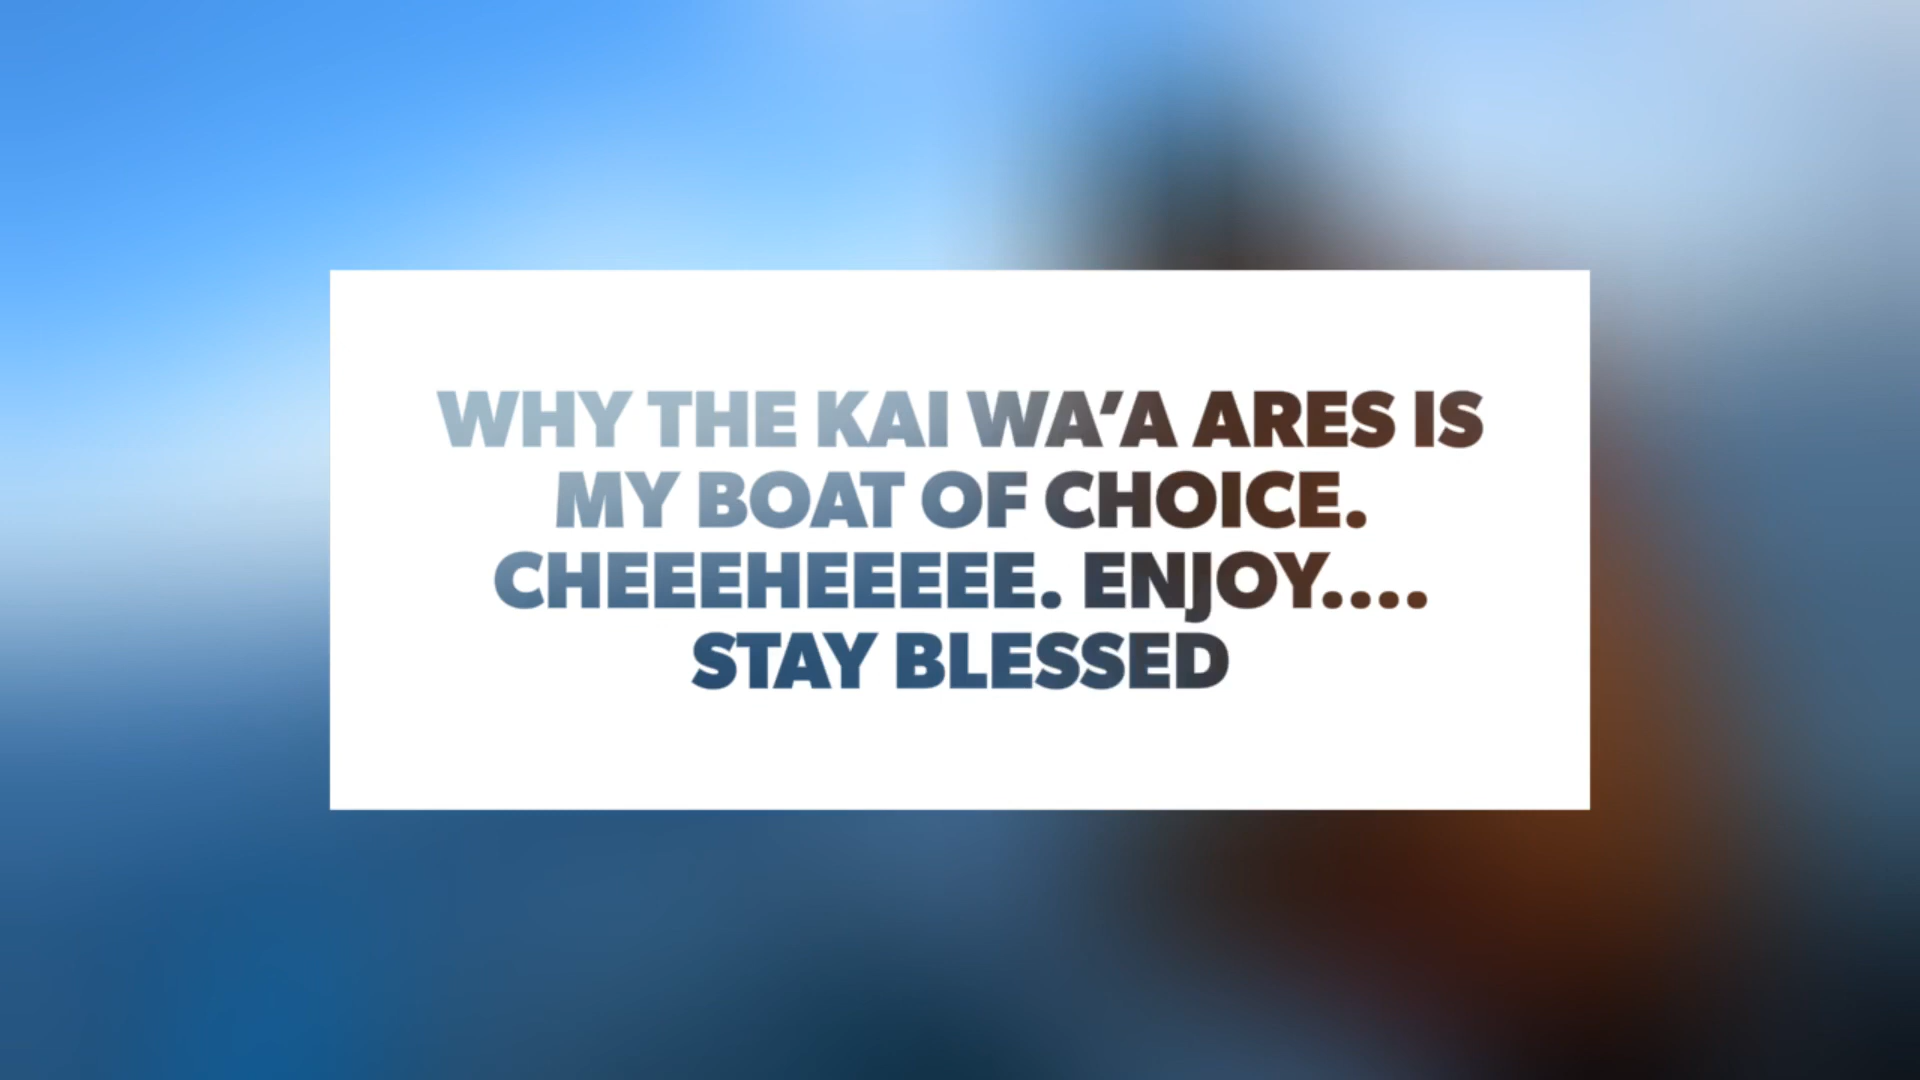 WHY THE KAI WA’A ARES IS
MY BOAT OF CHOICE.
CHEEEHEEEEE. ENJOY....
STAY BLESSED